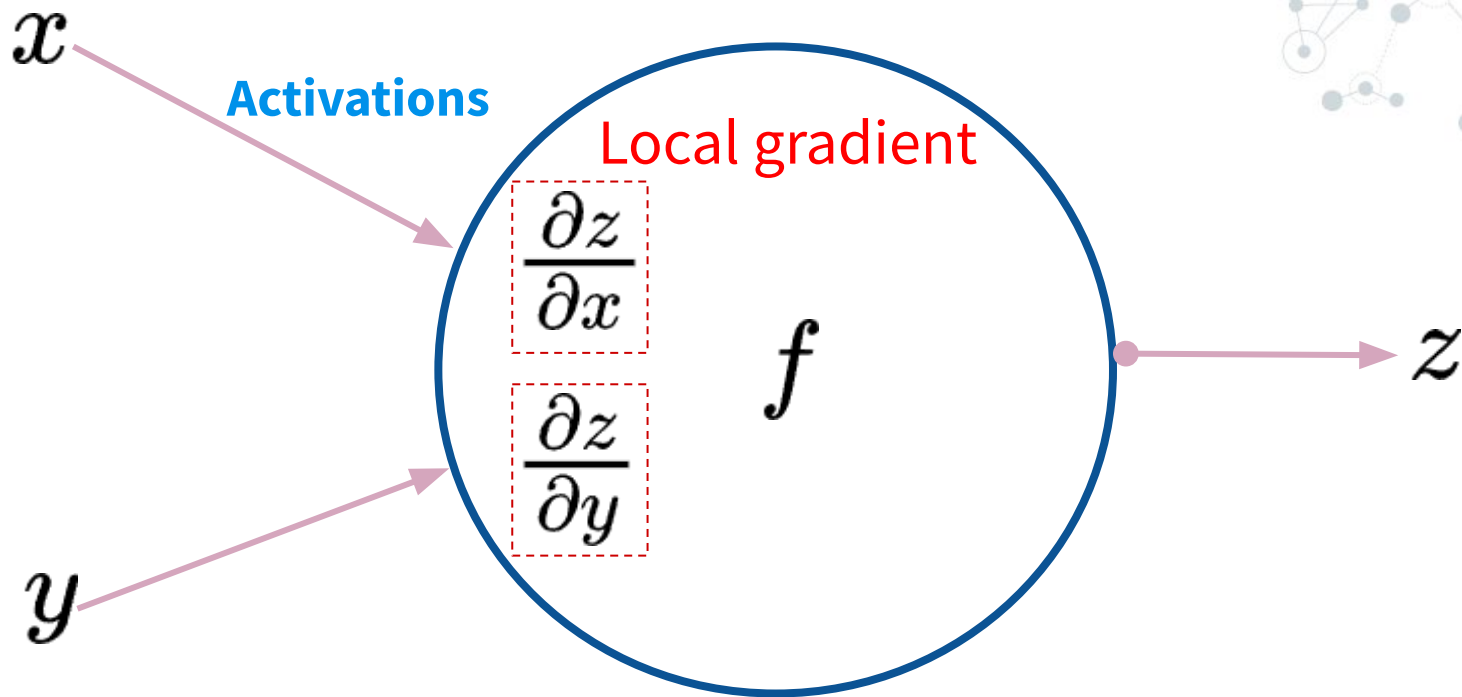 x
Activations
Local gradient
∂z
∂x
f
z
∂z
∂y
y